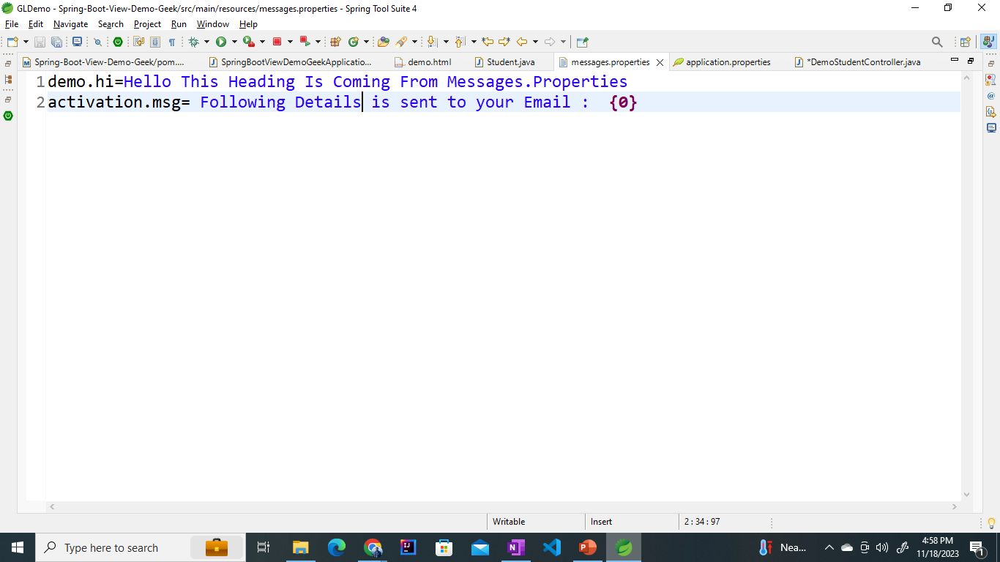 GLDemo - Spring-Boot-View-Demo-Geek/src/main/resources/messages.properties - Spring Tool Suite 4
File Edit Navigate Search Project Run Window Help
Spring-Boot-View-Demo-Geek/pom.... SpringBootViewDemoGeekApplicatio... demo.html Student.java messages.properties application.properties *DemoStudentController.java
1 demo.hi=Hello This Heading Is Coming From Messages.Properties
2 activation.msg= Following Details is sent to your Email :  {0}
Writable Insert 2 : 34 : 97
Type here to search Nea... 4:58 PM
11/18/2023 1